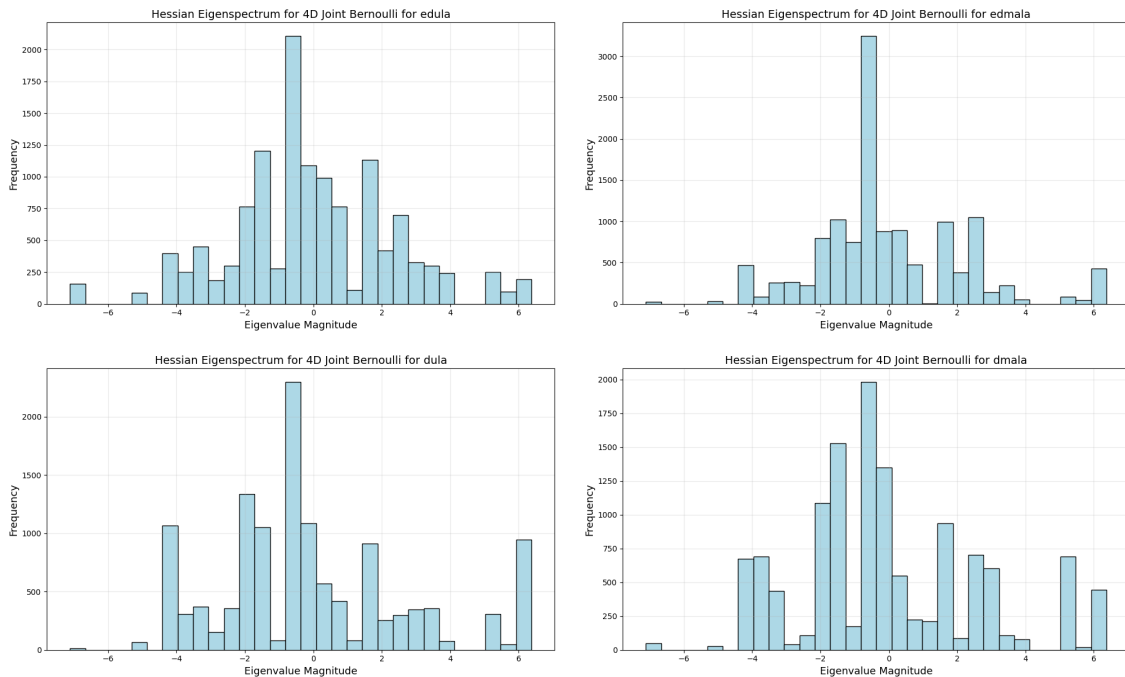 Hessian Eigenspectrum for 4D Joint Bernoulli for edula
Frequency
2000
1750
1500
1250
1000
750
500
250
0
−6 −4 −2 0 2 4 6
Eigenvalue Magnitude
Hessian Eigenspectrum for 4D Joint Bernoulli for edmala
Frequency
3000
2500
2000
1500
1000
500
0
−6 −4 −2 0 2 4 6
Eigenvalue Magnitude
Hessian Eigenspectrum for 4D Joint Bernoulli for dula
Frequency
2000
1500
1000
500
0
−6 −4 −2 0 2 4 6
Eigenvalue Magnitude
Hessian Eigenspectrum for 4D Joint Bernoulli for dmala
Frequency
2000
1750
1500
1250
1000
750
500
250
0
−6 −4 −2 0 2 4 6
Eigenvalue Magnitude